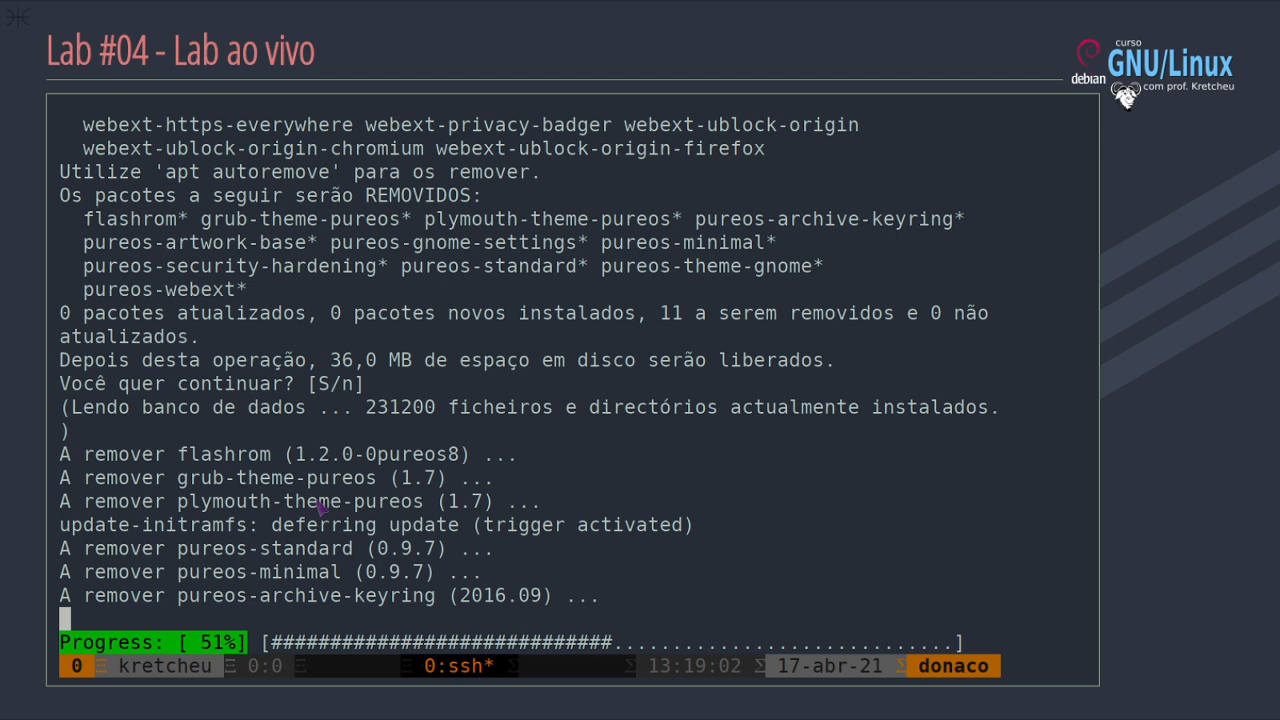 Lab #04 - Lab ao vivo
curso
GNU/Linux
debian
com prof. Kretcheu
webext-https-everywhere webext-privacy-badger webext-ublock-origin
webext-ublock-origin-chromium webext-ublock-origin-firefox
Utilize 'apt autoremove' para os remover.
Os pacotes a seguir serão REMOVIDOS:
flashrom* grub-theme-pureos* plymouth-theme-pureos* pureos-archive-keyring*
pureos-artwork-base* pureos-gnome-settings* pureos-minimal*
pureos-security-hardening* pureos-standard* pureos-theme-gnome*
pureos-webext*
0 pacotes atualizados, 0 pacotes novos instalados, 11 a serem removidos e 0 não
atualizados.
Depois desta operação, 36,0 MB de espaço em disco serão liberados.
Você quer continuar? [S/n]
(Lendo banco de dados ... 231200 ficheiros e directórios actualmente instalados.
)
A remover flashrom (1.2.0-0pureos8) ...
A remover grub-theme-pureos (1.7) ...
A remover plymouth-theme-pureos (1.7) ...
update-initramfs: deferring update (trigger activated)
A remover pureos-standard (0.9.7) ...
A remover pureos-minimal (0.9.7) ...
A remover pureos-archive-keyring (2016.09) ...
Progress: [ 51%] [#############################.............................]
0 Ξ kretcheu Ξ 0:0 Ξ 0:ssh* Σ Σ 13:19:02 Σ 17-abr-21 Σ donaco